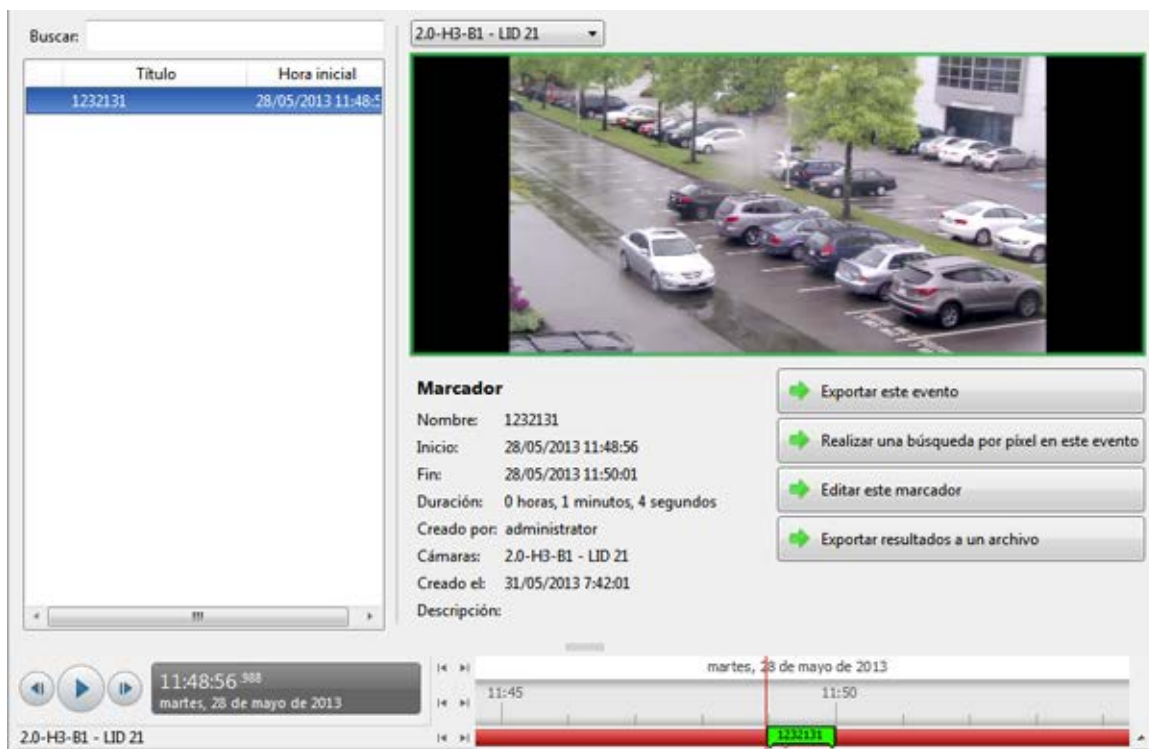 Buscar:
Título Hora inicial
1232131 28/05/2013 11:48:5
2.0-H3-B1 - LID 21
Marcador
Nombre: 1232131
Inicio: 28/05/2013 11:48:56
Fin: 28/05/2013 11:50:01
Duración: 0 horas, 1 minutos, 4 segundos
Creado por: administrator
Cámaras: 2.0-H3-B1 - LID 21
Creado el: 31/05/2013 7:42:01
Descripción:
Exportar este evento
Realizar una búsqueda por píxel en este evento
Editar este marcador
Exportar resultados a un archivo
11:48:56.988
martes, 28 de mayo de 2013
martes, 28 de mayo de 2013
11:45 11:50
2.0-H3-B1 - LID 21
1232131